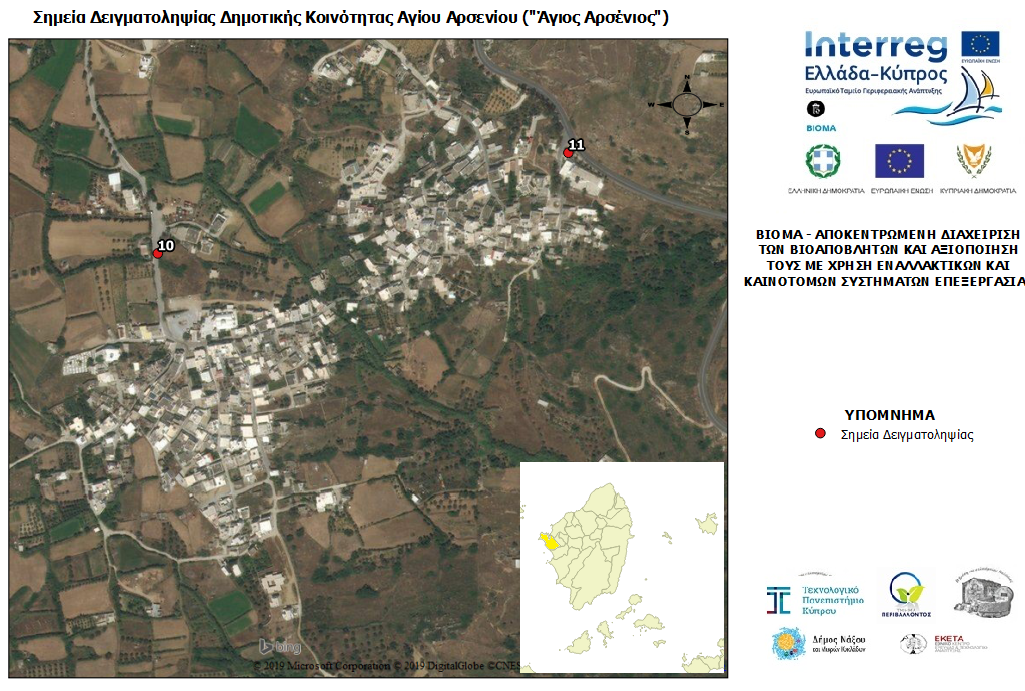 Σημεία Δειγματοληψίας Δημοτικής Κοινότητας Αγίου Αρσενίου ("Άγιος Αρσένιος")
N
W E
S
11
10
bing
© 2019 Microsoft Corporation © 2019 DigitalGlobe ©CNES
Interreg
ΕΥΡΩΠΑΪΚΗ ΕΝΩΣΗ
Ελλάδα-Κύπρος
Ευρωπαϊκό Ταμείο Περιφερειακής Ανάπτυξης
BIOMA
ΕΛΛΗΝΙΚΗ ΔΗΜΟΚΡΑΤΙΑ ΕΥΡΩΠΑΪΚΗ ΕΝΩΣΗ ΚΥΠΡΙΑΚΗ ΔΗΜΟΚΡΑΤΙΑ
BIOMA - ΑΠΟΚΕΝΤΡΩΜΕΝΗ ΔΙΑΧΕΙΡΙΣΗ
ΤΩΝ ΒΙΟΑΠΟΒΛΗΤΩΝ ΚΑΙ ΑΞΙΟΠΟΙΗΣΗ
ΤΟΥΣ ΜΕ ΧΡΗΣΗ ΕΝΑΛΛΑΚΤΙΚΩΝ ΚΑΙ
ΚΑΙΝΟΤΟΜΩΝ ΣΥΣΤΗΜΑΤΩΝ ΕΠΕΞΕΡΓΑΣΙΑ
ΥΠΟΜΝΗΜΑ
Σημεία Δειγματοληψίας
Τεχνολογικό
Πανεπιστήμιο
Κύπρου
ΠΕΡΙΒΑΛΛΟΝΤΟΣ
Δήμος Νάξου
και Μικρών Κυκλάδων
ΕΚΕΤΑ